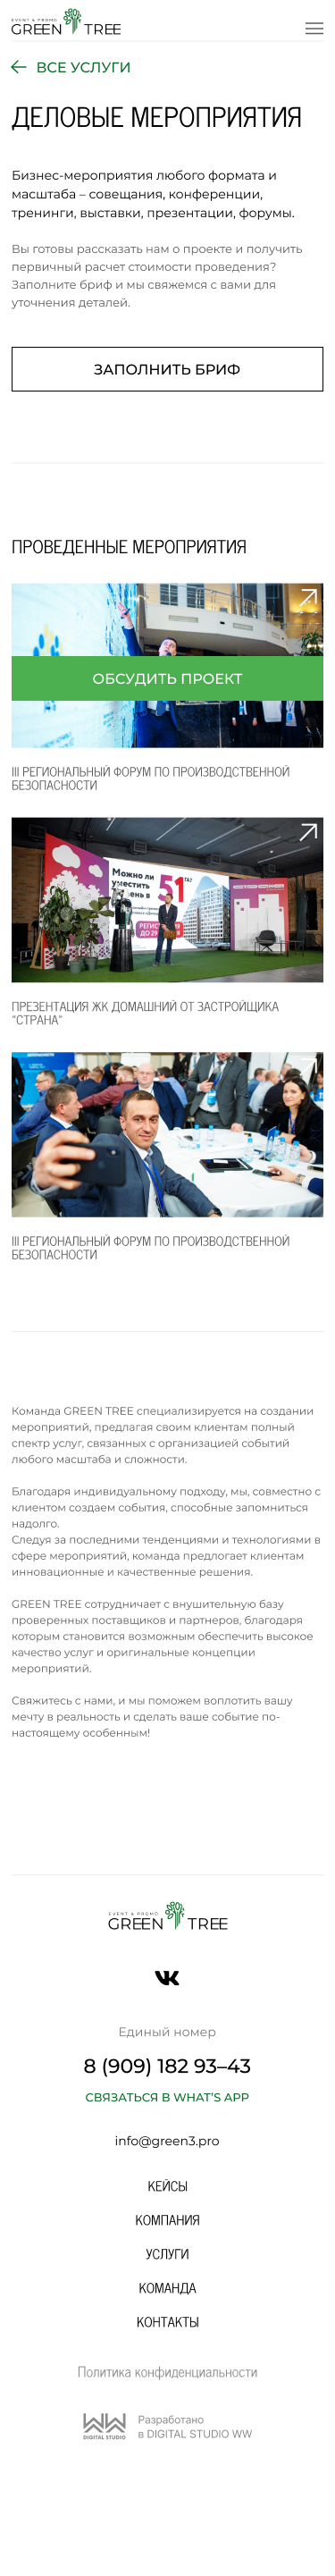 EVENT & PROMO
GREEN TREE
ВСЕ УСЛУГИ
ДЕЛОВЫЕ МЕРОПРИЯТИЯ
Бизнес-мероприятия любого формата и
масштаба – совещания, конференции,
тренинги, выставки, презентации, форумы.
Вы готовы рассказать нам о проекте и получить
первичный расчет стоимости проведения?
Заполните бриф и мы свяжемся с вами для
уточнения деталей.
ЗАПОЛНИТЬ БРИФ
ПРОВЕДЕННЫЕ МЕРОПРИЯТИЯ
ОБСУДИТЬ ПРОЕКТ
III РЕГИОНАЛЬНЫЙ ФОРУМ ПО ПРОИЗВОДСТВЕННОЙ
БЕЗОПАСНОСТИ
Можно ли
уместить
день в
51
ПРЕЗЕНТАЦИЯ ЖК ДОМАШНИЙ ОТ ЗАСТРОЙЩИКА
"СТРАНА"
III РЕГИОНАЛЬНЫЙ ФОРУМ ПО ПРОИЗВОДСТВЕННОЙ
БЕЗОПАСНОСТИ
Команда GREEN TREE специализируется на создании
мероприятий, предлагая своим клиентам полный
спектр услуг, связанных с организацией событий
любого масштаба и сложности.
Благодаря индивидуальному подходу, мы, совместно с
клиентом создаем события, способные запомниться
надолго.
Следуя за последними тенденциями и технологиями в
сфере мероприятий, команда предлогает клиентам
инновационные и качественные решения.
GREEN TREE сотрудничает с внушительную базу
проверенных поставщиков и партнеров, благодаря
которым становится возможным обеспечить высокое
качество услуг и оригинальные концепции
мероприятий.
Свяжитесь с нами, и мы поможем воплотить вашу
мечту в реальность и сделать ваше событие по-
настоящему особенным!
EVENT & PROMO
GREEN TREE
Единый номер
8 (909) 182 93–43
СВЯЗАТЬСЯ В WHAT'S APP
info@green3.pro
КЕЙСЫ
КОМПАНИЯ
УСЛУГИ
КОМАНДА
КОНТАКТЫ
Политика конфиденциальности
WW
DIGITAL STUDIO
Разработано
в DIGITAL STUDIO WW